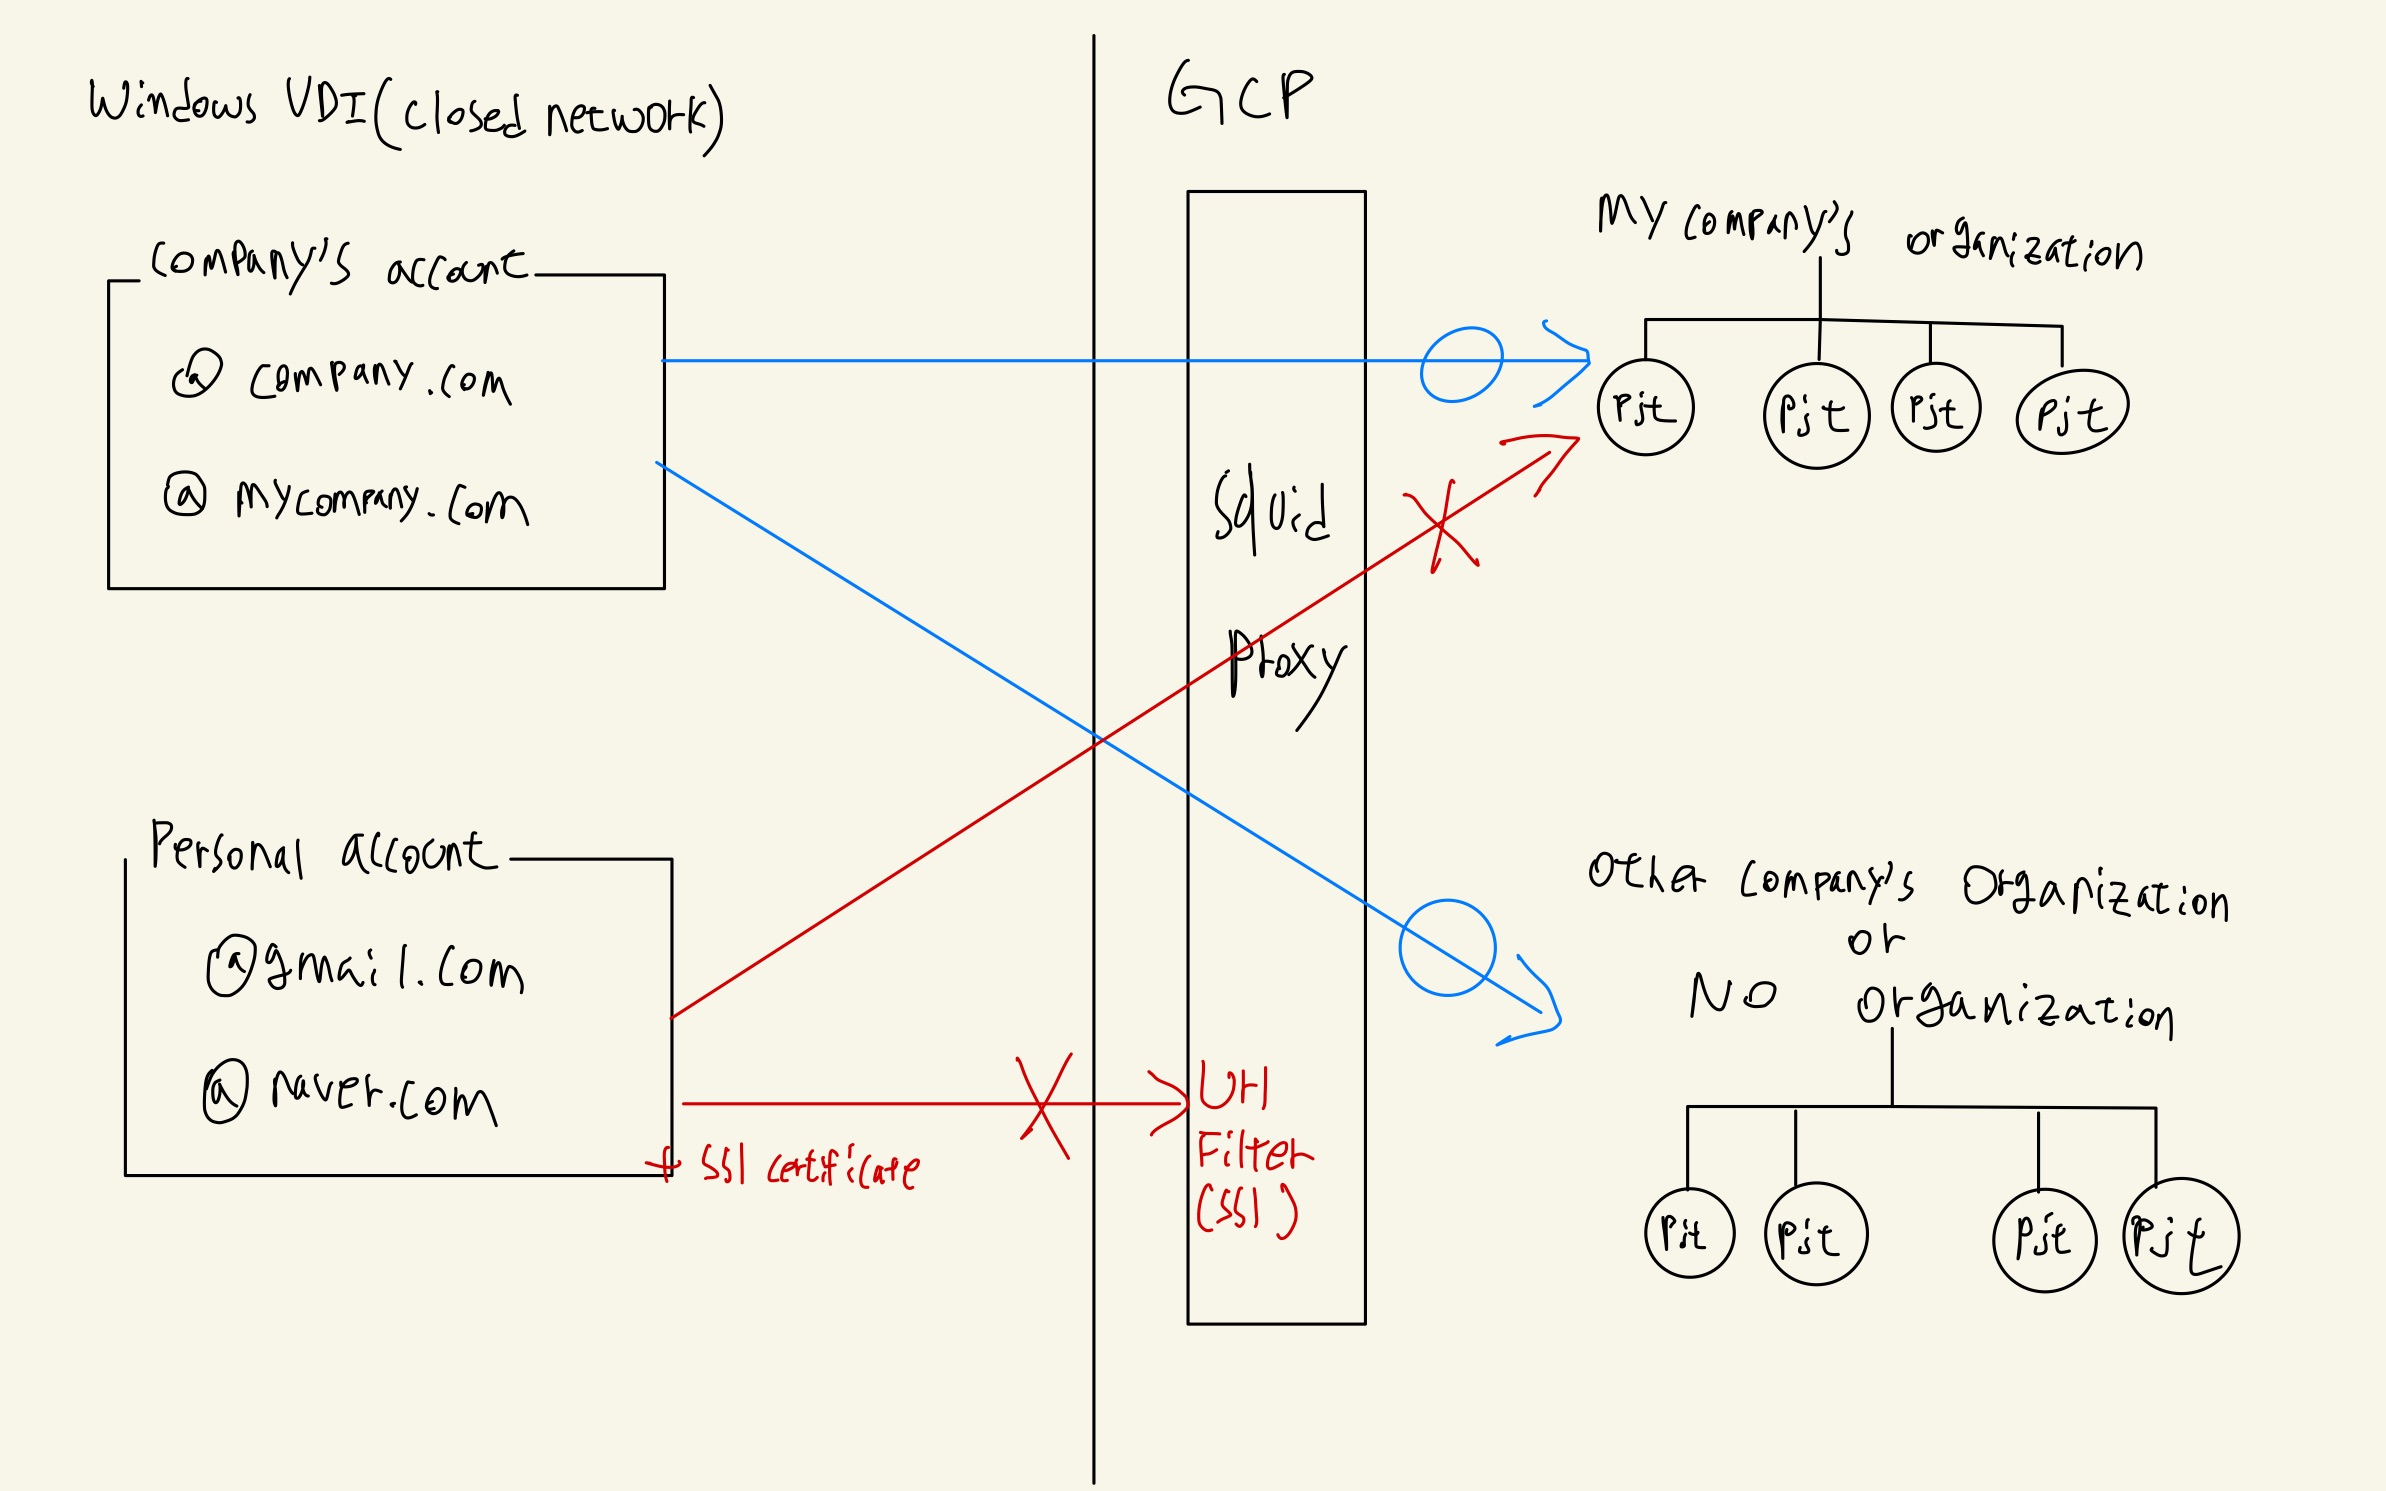 Windows VDI(closed network)
company's account
@ company.com
@ mycompany.com
Personal account
@gmail.com
@ naver.com
+ SSl certificate
GCP
Squid
Proxy
Url
Filter
(SSl)
My company's organization
Pjt
Pjt
Pjt
Pjt
Other company's Organization
or
No organization
Pjt
Pjt
Pjt
Pjt